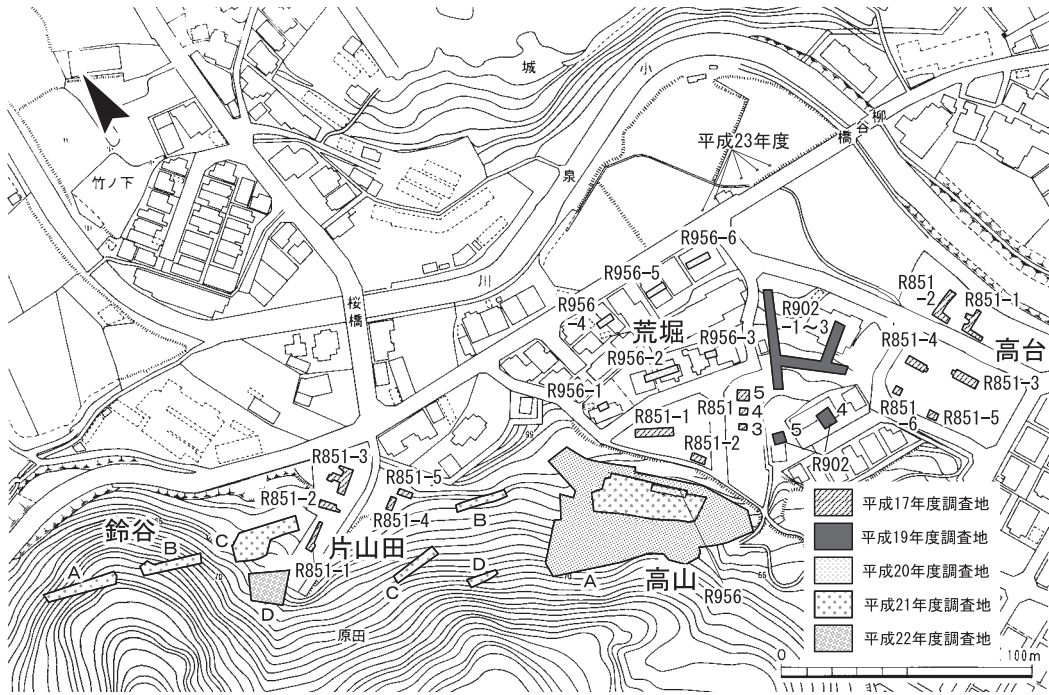 城
小
泉
川
平成23年度
柳
谷
橋
竹ノ下
桜
橋
R956-6
R956-5
R956
-4
荒堀
R956-3
R956-2
R956-1
R902
-1～3
R851
-2
R851-1
R851-4
高台
R851-3
R851
-6
R851-5
R851-1
R851
5
4
3
R851-2
5
4
R902
99
R851-3
R851-2
R851-5
R851-4
R851-1
鈴谷
A
B
C
D
70
片山田
B
C
D
原田
A
70
高山
R956
65
平成17年度調査地
平成19年度調査地
平成20年度調査地
平成21年度調査地
平成22年度調査地
0
100m